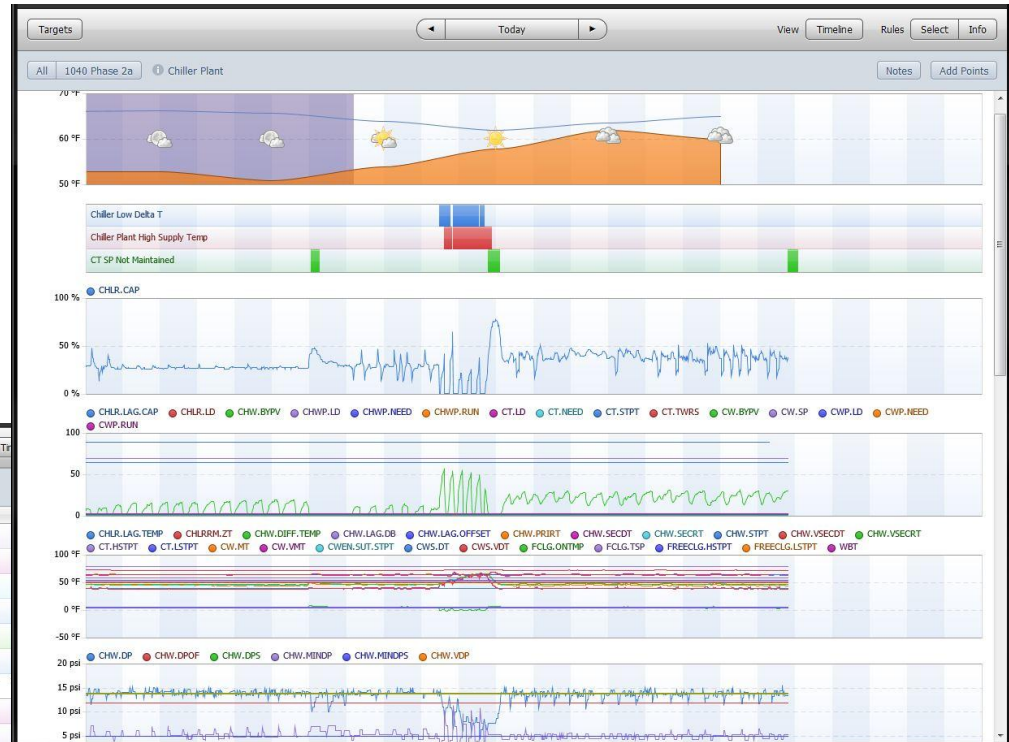 Targets
◄ Today ►
View Timeline Rules Select Info
All 1040 Phase 2a Chiller Plant
Notes Add Points
70 °F
60 °F
50 °F
Chiller Low Delta T
Chiller Plant High Supply Temp
CT SP Not Maintained
CHLR.CAP
100 %
50 %
0 %
CHLR.LAG.CAP CHLR.LD CHW.BYPV CHWP.LD CHWP.NEED CHWP.RUN CT.LD CT.NEED CT.STPT CT.TWRS CW.BYPV CW.SP CWP.LD CWP.NEED
CWP.RUN
100
50
0
CHLR.LAG.TEMP CHLRRM.ZT CHW.DIFF.TEMP CHW.LAG.DB CHW.LAG.OFFSET CHW.PRIRT CHW.SECDT CHW.SECRT CHW.STPT CHW.VSECDT CHW.VSECRT
CT.HSTPT CT.LSTPT CW.MT CW.VMT CWEN.SUT.STPT CWS.DT CWS.VDT FCLG.ONTMP FCLG.TSP FREECLG.HSTPT FREECLG.LSTPT WBT
100 °F
50 °F
0 °F
-50 °F
CHW.DP CHW.DPOF CHW.DPS CHW.MINDP CHW.MINDPS CHW.VDP
20 psi
15 psi
10 psi
5 psi